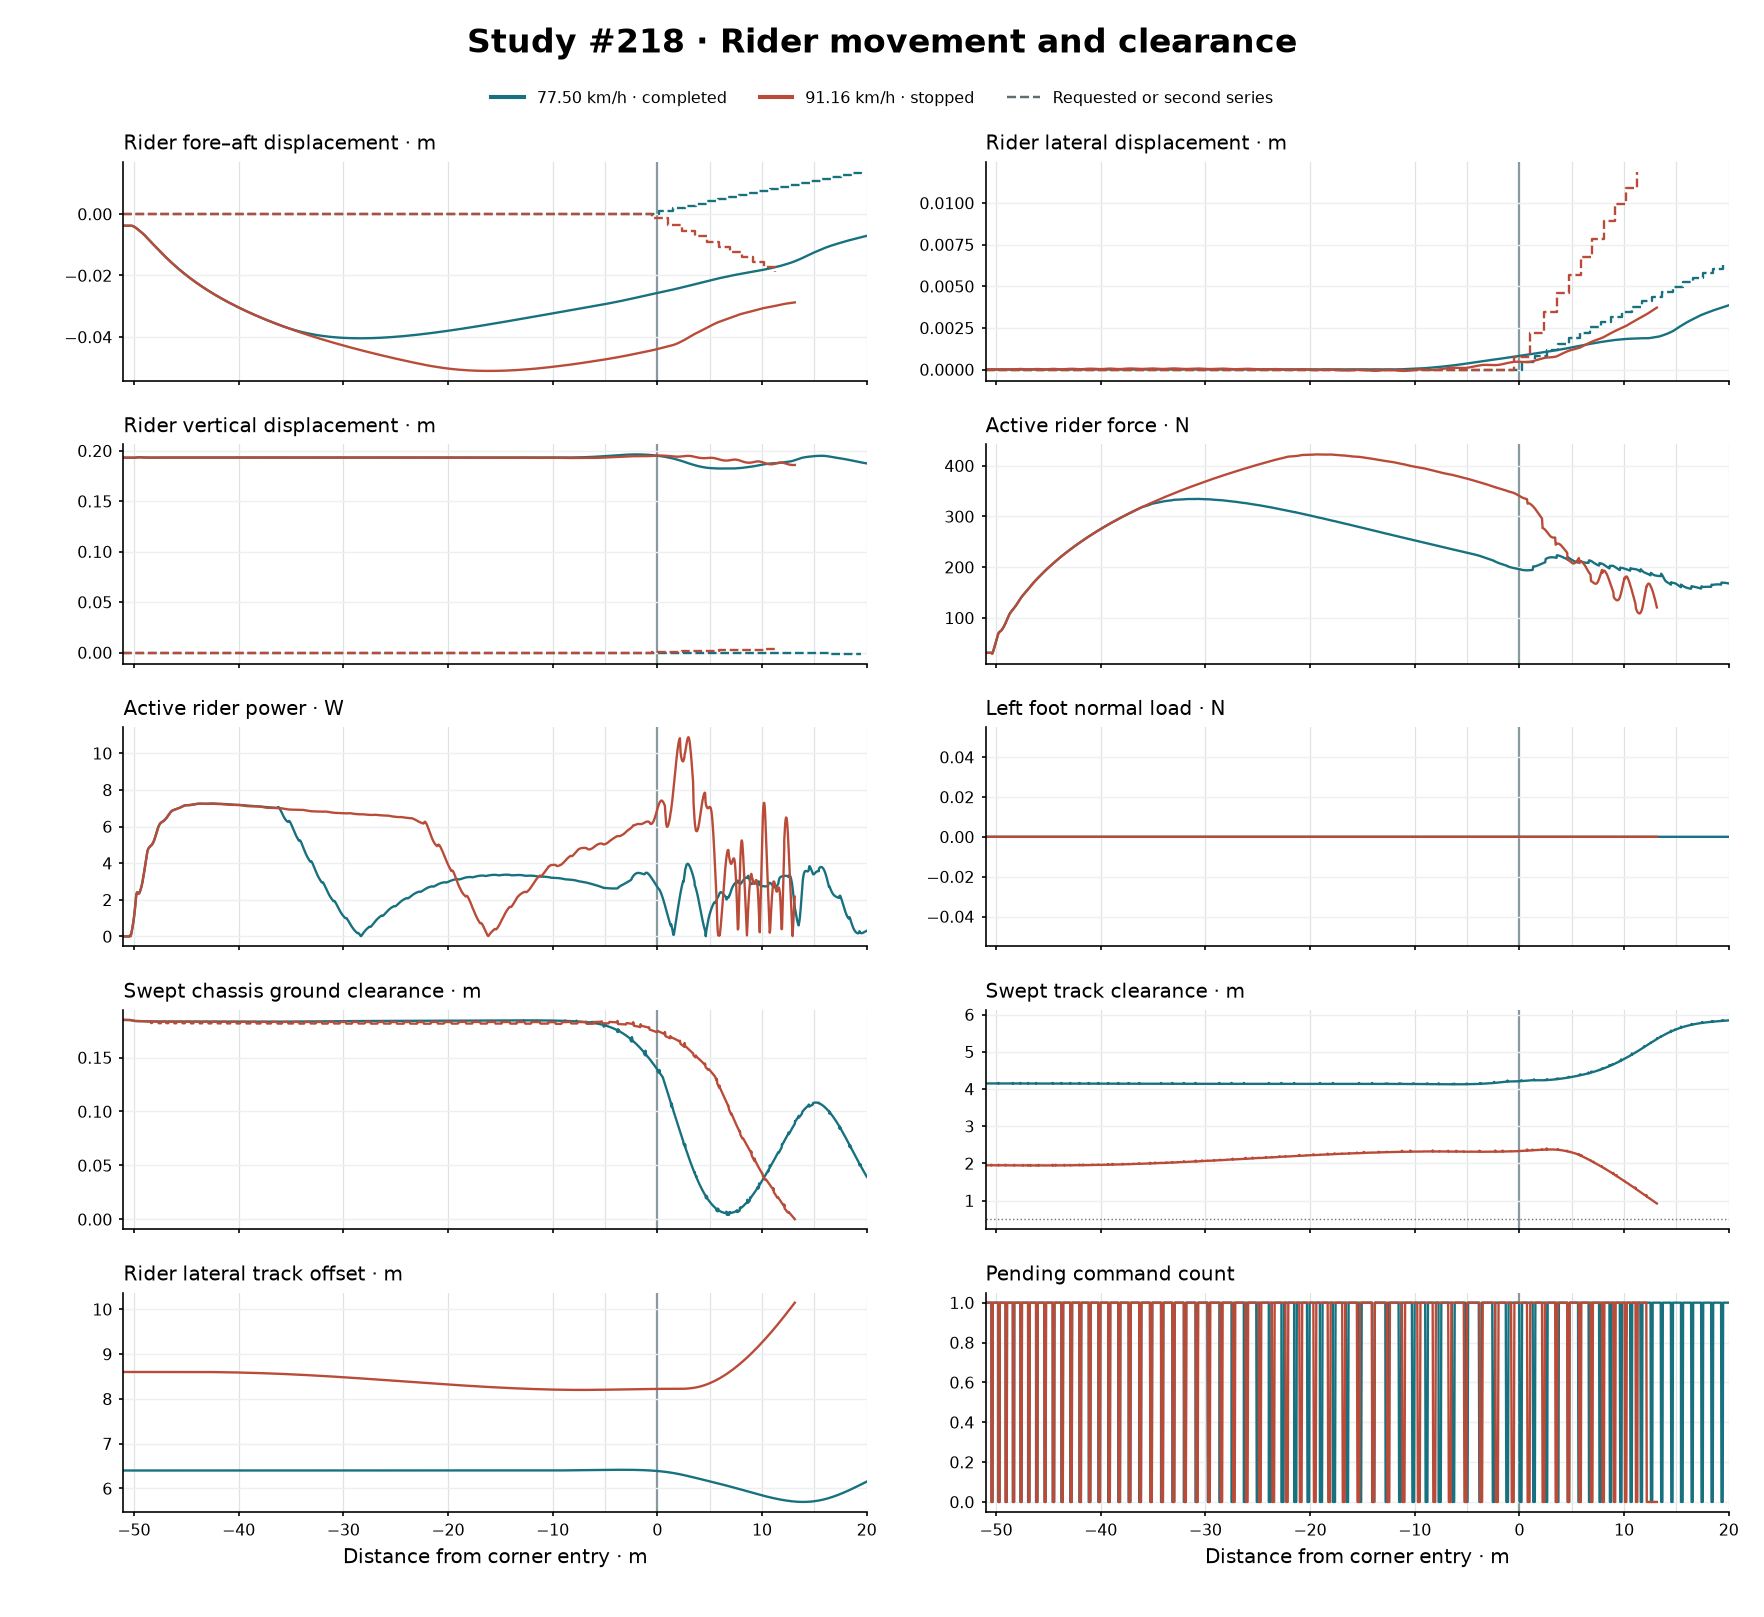 Study #218 · Rider movement and clearance
77.50 km/h · completed
91.16 km/h · stopped
Requested or second series
Rider fore–aft displacement · m
0.00
−0.02
−0.04
Rider lateral displacement · m
0.0100
0.0075
0.0050
0.0025
0.0000
Rider vertical displacement · m
0.20
0.15
0.10
0.05
0.00
Active rider force · N
400
300
200
100
Active rider power · W
10
8
6
4
2
0
Left foot normal load · N
0.04
0.02
0.00
−0.02
−0.04
Swept chassis ground clearance · m
0.15
0.10
0.05
0.00
Swept track clearance · m
6
5
4
3
2
1
Rider lateral track offset · m
10
9
8
7
6
−50 −40 −30 −20 −10 0 10 20
Distance from corner entry · m
Pending command count
1.0
0.8
0.6
0.4
0.2
0.0
−50 −40 −30 −20 −10 0 10 20
Distance from corner entry · m